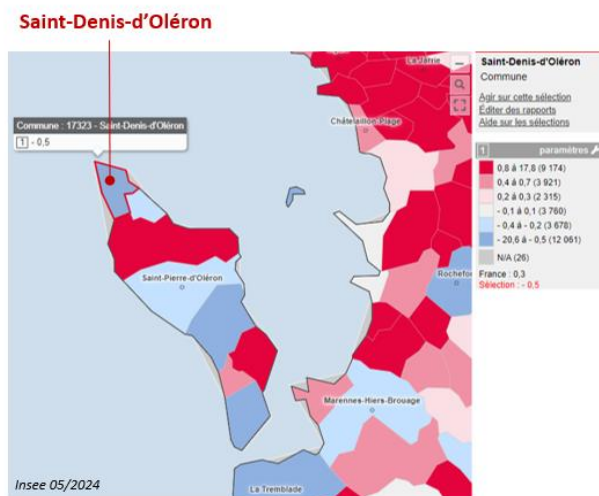 Saint-Denis-d'Oléron
La Jarrie
Châtelaillon-Plage
Commune : 17323 - Saint-Denis-d'Oléron
1 - 0,5
Saint-Pierre-d'Oléron
Rochefor
Marennes-Hiers-Brouage
La Tremblade
Insee 05/2024
Saint-Denis-d'Oléron
Commune
Agir sur cette sélection
Éditer des rapports
Aide sur les sélections
1 paramètres
0,8 à 17,8 (9 174)
0,4 à 0,7 (3 921)
0,2 à 0,3 (2 315)
- 0,1 à 0,1 (3 760)
- 0,4 à - 0,2 (3 678)
- 20,6 à - 0,5 (12 061)
N/A (26)
France : 0,3
Sélection : - 0,5